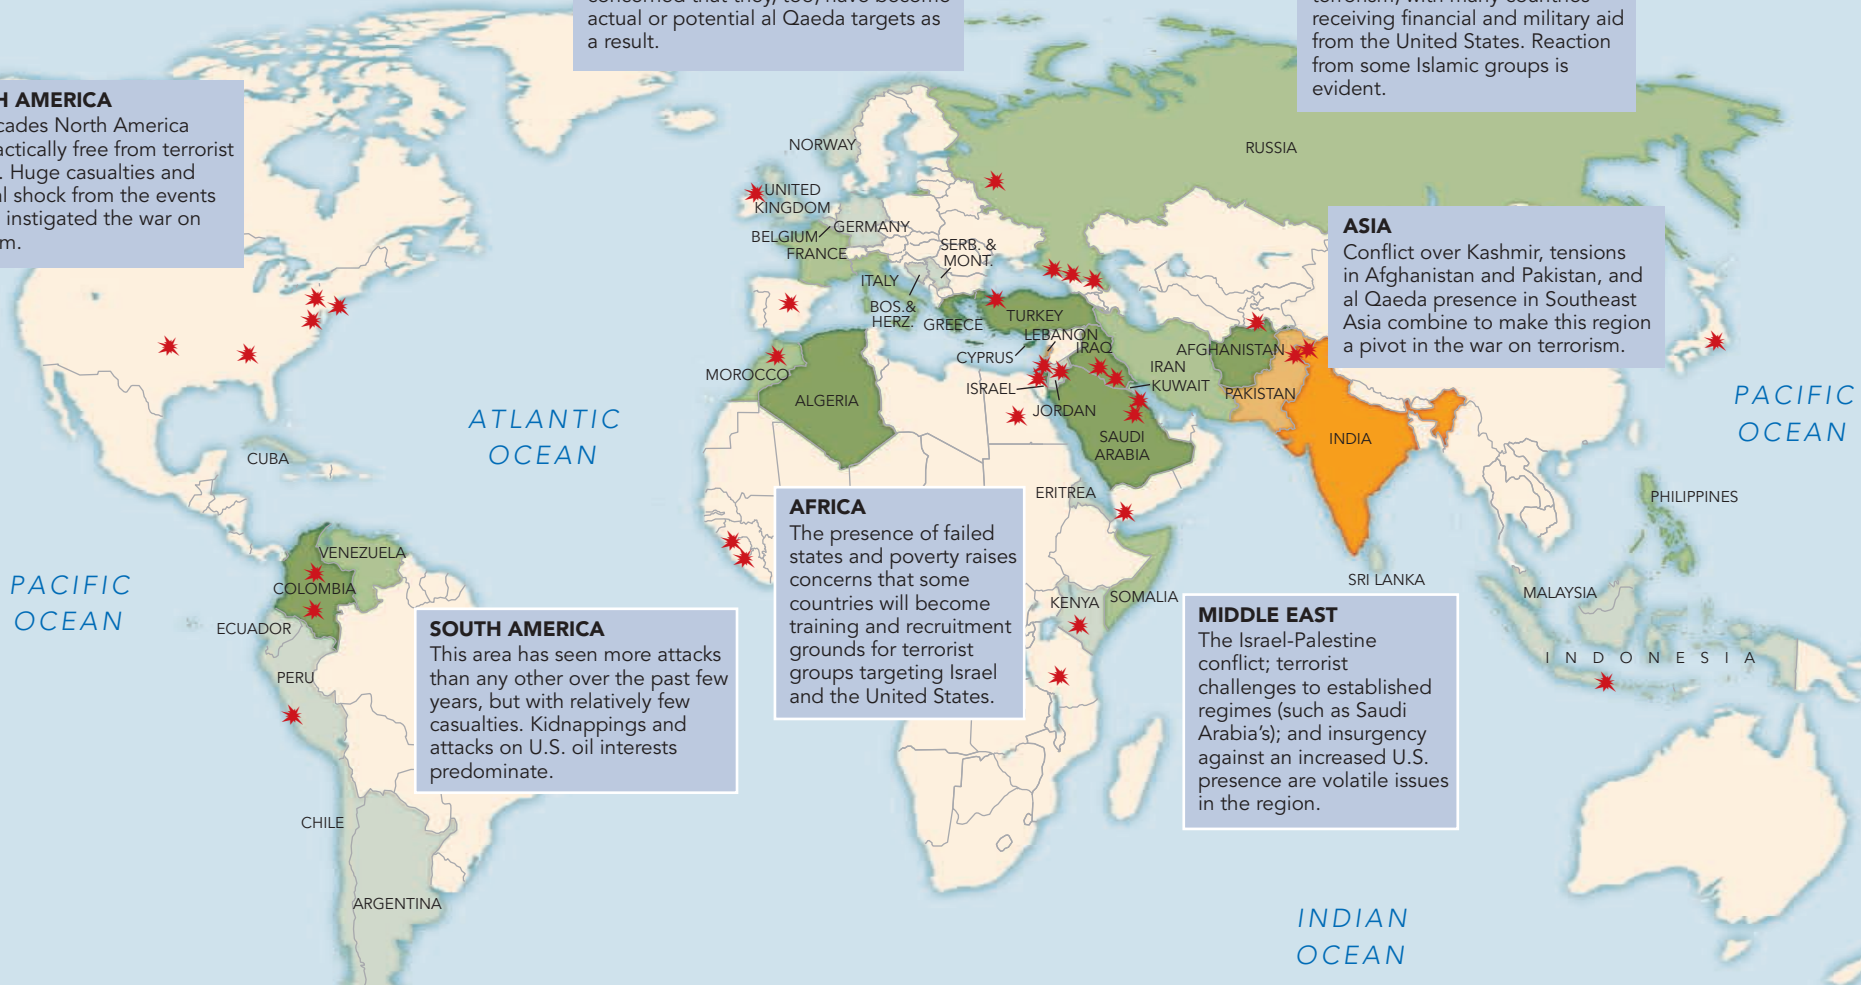 actual or potential al Qaeda targets as
a result.
receiving financial and military aid
from the United States. Reaction
from some Islamic groups is
evident.
H AMERICA
cades North America
actically free from terrorist
. Huge casualties and
al shock from the events
instigated the war on
m.
NORWAY
RUSSIA
UNITED
KINGDOM
BELGIUM
GERMANY
FRANCE
SERB. &
MONT.
ITALY
BOS.&
HERZ.
GREECE
TURKEY
LEBANON
CYPRUS
IRAQ
ISRAEL
JORDAN
IRAN
KUWAIT
AFGHANISTAN
PAKISTAN
SAUDI
ARABIA
INDIA
ASIA
Conflict over Kashmir, tensions
in Afghanistan and Pakistan, and
al Qaeda presence in Southeast
Asia combine to make this region
a pivot in the war on terrorism.
MOROCCO
ALGERIA
ATLANTIC
OCEAN
PACIFIC
OCEAN
CUBA
ERITREA
PHILIPPINES
AFRICA
The presence of failed
states and poverty raises
concerns that some
countries will become
training and recruitment
grounds for terrorist
groups targeting Israel
and the United States.
VENEZUELA
COLOMBIA
PACIFIC
OCEAN
ECUADOR
PERU
SOUTH AMERICA
This area has seen more attacks
than any other over the past few
years, but with relatively few
casualties. Kidnappings and
attacks on U.S. oil interests
predominate.
KENYA
SOMALIA
SRI LANKA
MALAYSIA
INDONESIA
MIDDLE EAST
The Israel-Palestine
conflict; terrorist
challenges to established
regimes (such as Saudi
Arabia's); and insurgency
against an increased U.S.
presence are volatile issues
in the region.
CHILE
ARGENTINA
INDIAN
OCEAN